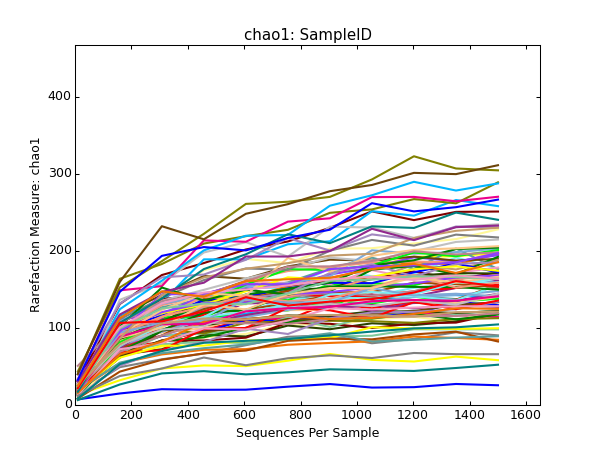 chao1: SampleID
Rarefaction Measure: chao1
400
300
200
100
0
0 200 400 600 800 1000 1200 1400 1600
Sequences Per Sample